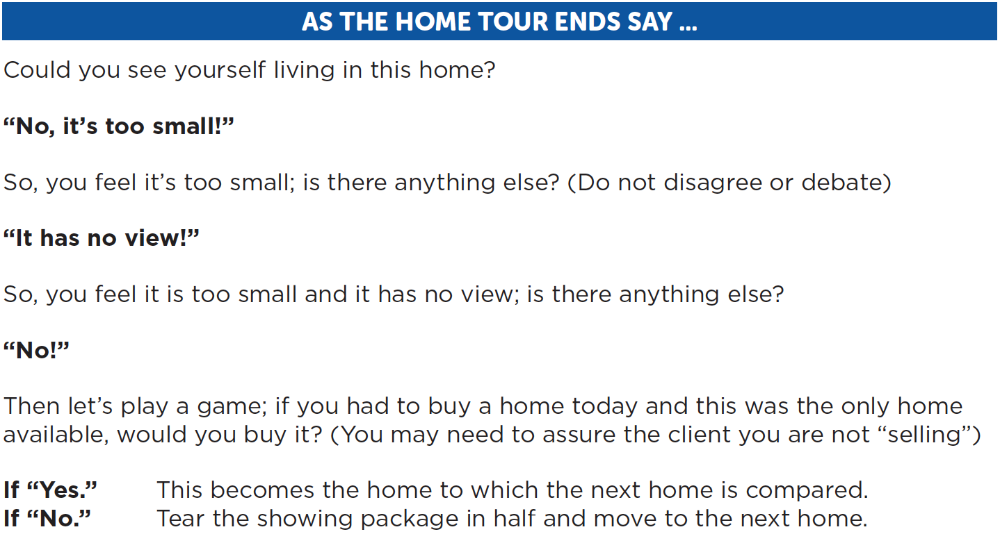 AS THE HOME TOUR ENDS SAY ...
Could you see yourself living in this home?
“No, it’s too small!”
So, you feel it’s too small; is there anything else? (Do not disagree or debate)
“It has no view!”
So, you feel it is too small and it has no view; is there anything else?
“No!”
Then let’s play a game; if you had to buy a home today and this was the only home
available, would you buy it? (You may need to assure the client you are not “selling”)
If “Yes.” This becomes the home to which the next home is compared.
If “No.” Tear the showing package in half and move to the next home.